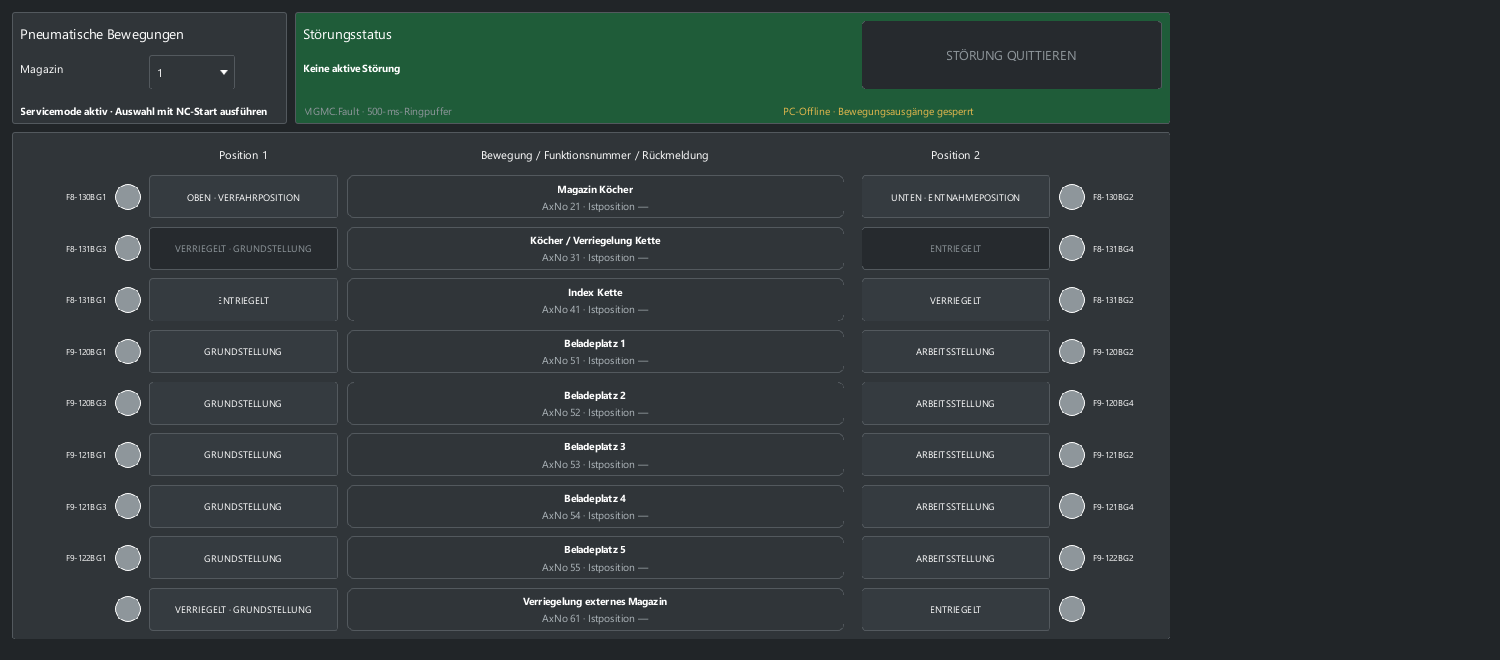 Pneumatische Bewegungen
Magazin
1
Servicemode aktiv · Auswahl mit NC-Start ausführen
Störungsstatus
Keine aktive Störung
MGMC.Fault · 500-ms-Ringpuffer
PC-Offline · Bewegungsausgänge gesperrt
STÖRUNG QUITTIEREN
Position 1
Bewegung / Funktionsnummer / Rückmeldung
Position 2
F8-130BG1
OBEN · VERFAHRPOSITION
Magazin Köcher
AxNo 21 · Istposition —
UNTEN · ENTNAHMEPOSITION
F8-130BG2
F8-131BG3
VERRIEGELT · GRUNDSTELLUNG
Köcher / Verriegelung Kette
AxNo 31 · Istposition —
ENTRIEGELT
F8-131BG4
F8-131BG1
ENTRIEGELT
Index Kette
AxNo 41 · Istposition —
VERRIEGELT
F8-131BG2
F9-120BG1
GRUNDSTELLUNG
Beladeplatz 1
AxNo 51 · Istposition —
ARBEITSSTELLUNG
F9-120BG2
F9-120BG3
GRUNDSTELLUNG
Beladeplatz 2
AxNo 52 · Istposition —
ARBEITSSTELLUNG
F9-120BG4
F9-121BG1
GRUNDSTELLUNG
Beladeplatz 3
AxNo 53 · Istposition —
ARBEITSSTELLUNG
F9-121BG2
F9-121BG3
GRUNDSTELLUNG
Beladeplatz 4
AxNo 54 · Istposition —
ARBEITSSTELLUNG
F9-121BG4
F9-122BG1
GRUNDSTELLUNG
Beladeplatz 5
AxNo 55 · Istposition —
ARBEITSSTELLUNG
F9-122BG2
VERRIEGELT · GRUNDSTELLUNG
Verriegelung externes Magazin
AxNo 61 · Istposition —
ENTRIEGELT